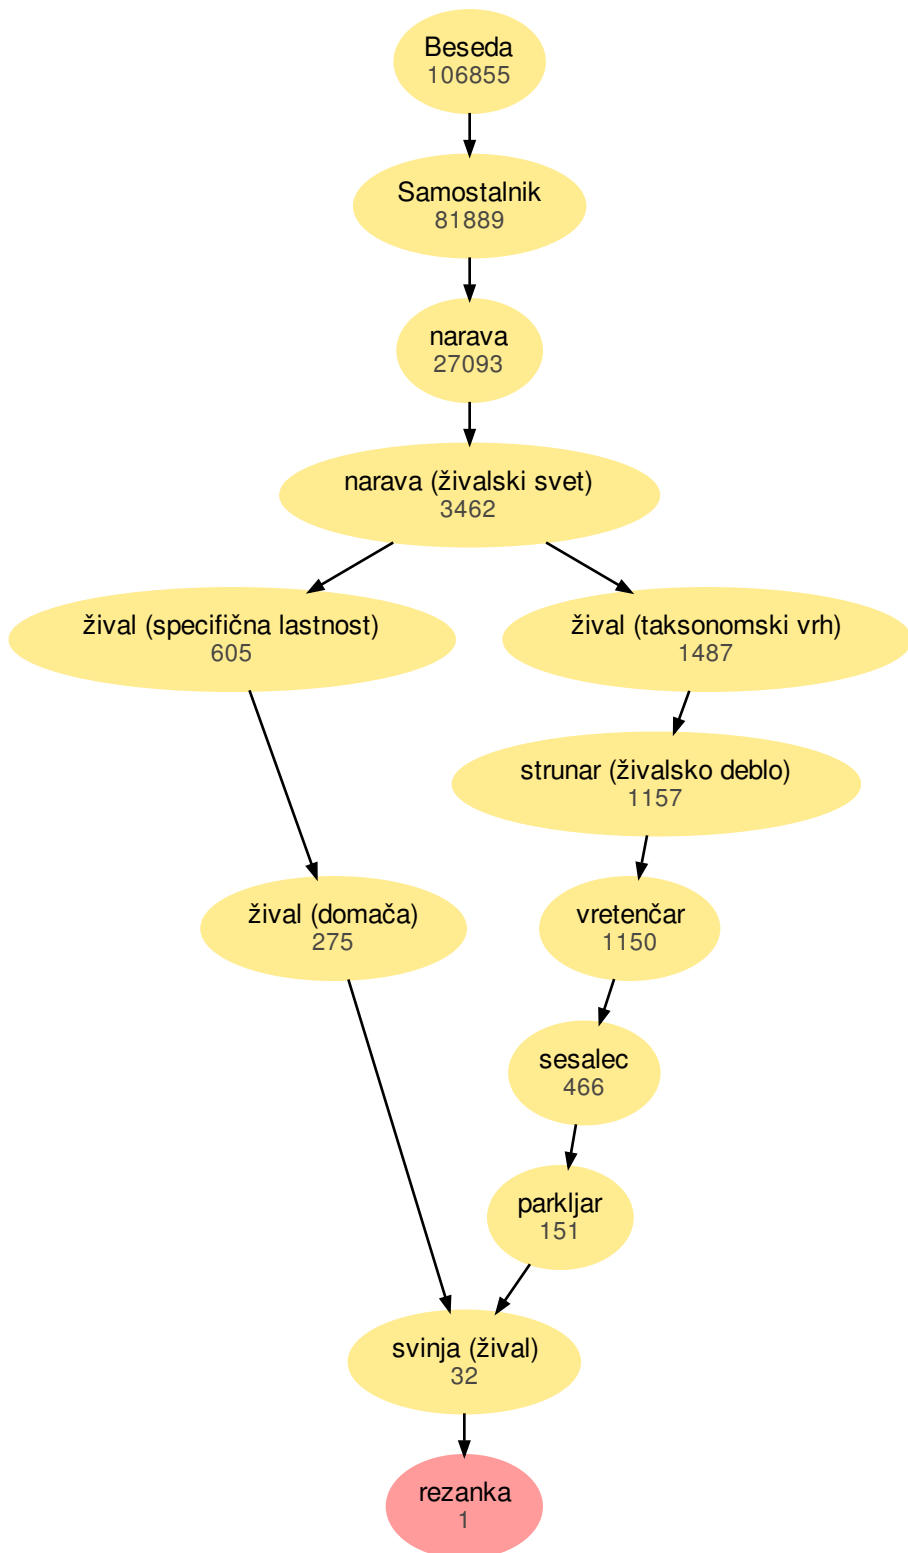 Beseda
106855
Samostalnik
81889
narava
27093
narava (živalski svet)
3462
žival (specifična lastnost)
605
žival (taksonomski vrh)
1487
strunar (živalsko deblo)
1157
žival (domača)
275
vretenčar
1150
sesalec
466
parkljar
151
svinja (žival)
32
rezanka
1